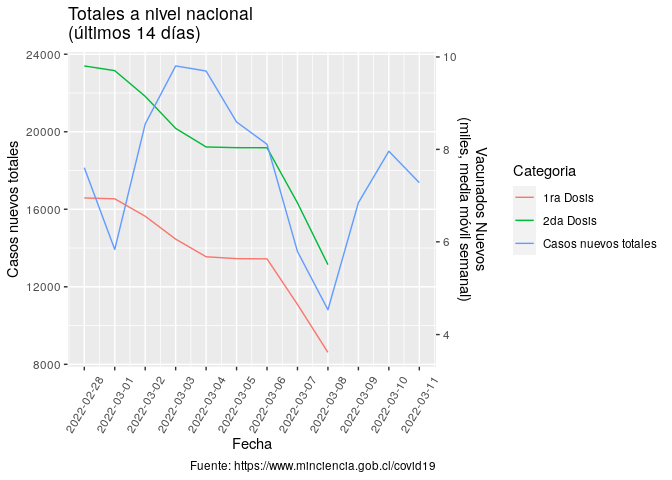 Totales a nivel nacional
(últimos 14 días)
24000
20000
16000
12000
8000
Casos nuevos totales
10
8
6
4
Vacunados Nuevos
(miles, media móvil semanal)
2022-02-28
2022-03-01
2022-03-02
2022-03-03
2022-03-04
2022-03-05
2022-03-06
2022-03-07
2022-03-08
2022-03-09
2022-03-10
2022-03-11
Fecha
Categoria
1ra Dosis
2da Dosis
Casos nuevos totales
Fuente: https://www.minciencia.gob.cl/covid19